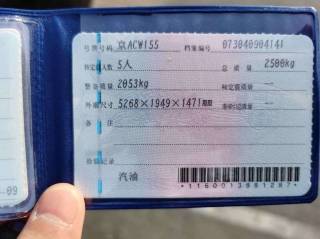 号牌号码 京ACW155 档案编号 073040904141
核定载人数 5人 总质量 2500kg
整备质量 2053kg 核定载质量 --
外廓尺寸 5268×1949×1471mm 准牵引总质量 --
备注
检验记录
汽油
-09